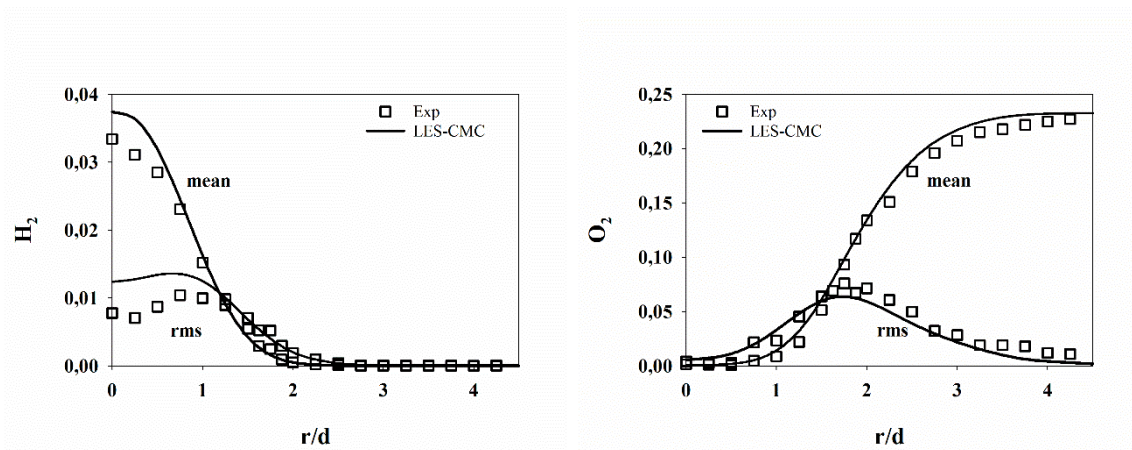 0,04
0,03
0,02
0,01
0,00
H2
Exp
LES-CMC
mean
rms
0 1 2 3 4
r/d
0,25
0,20
0,15
0,10
0,05
0,00
O2
Exp
LES-CMC
mean
rms
0 1 2 3 4
r/d